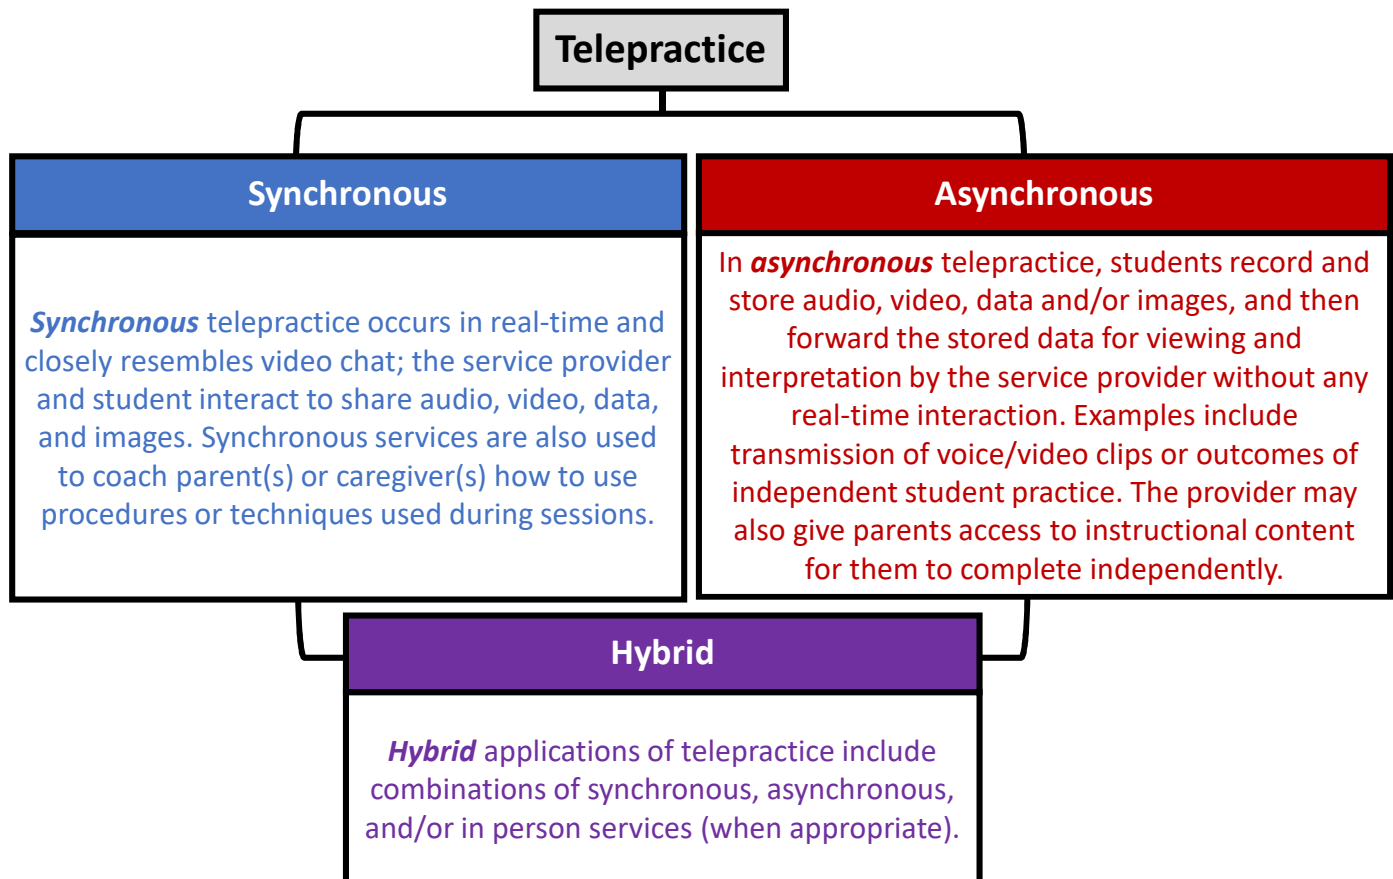 Telepractice
Synchronous
Synchronous telepractice occurs in real-time and
closely resembles video chat; the service provider
and student interact to share audio, video, data,
and images. Synchronous services are also used
to coach parent(s) or caregiver(s) how to use
procedures or techniques used during sessions.
Asynchronous
In asynchronous telepractice, students record and
store audio, video, data and/or images, and then
forward the stored data for viewing and
interpretation by the service provider without any
real-time interaction. Examples include
transmission of voice/video clips or outcomes of
independent student practice. The provider may
also give parents access to instructional content
for them to complete independently.
Hybrid
Hybrid applications of telepractice include
combinations of synchronous, asynchronous,
and/or in person services (when appropriate).